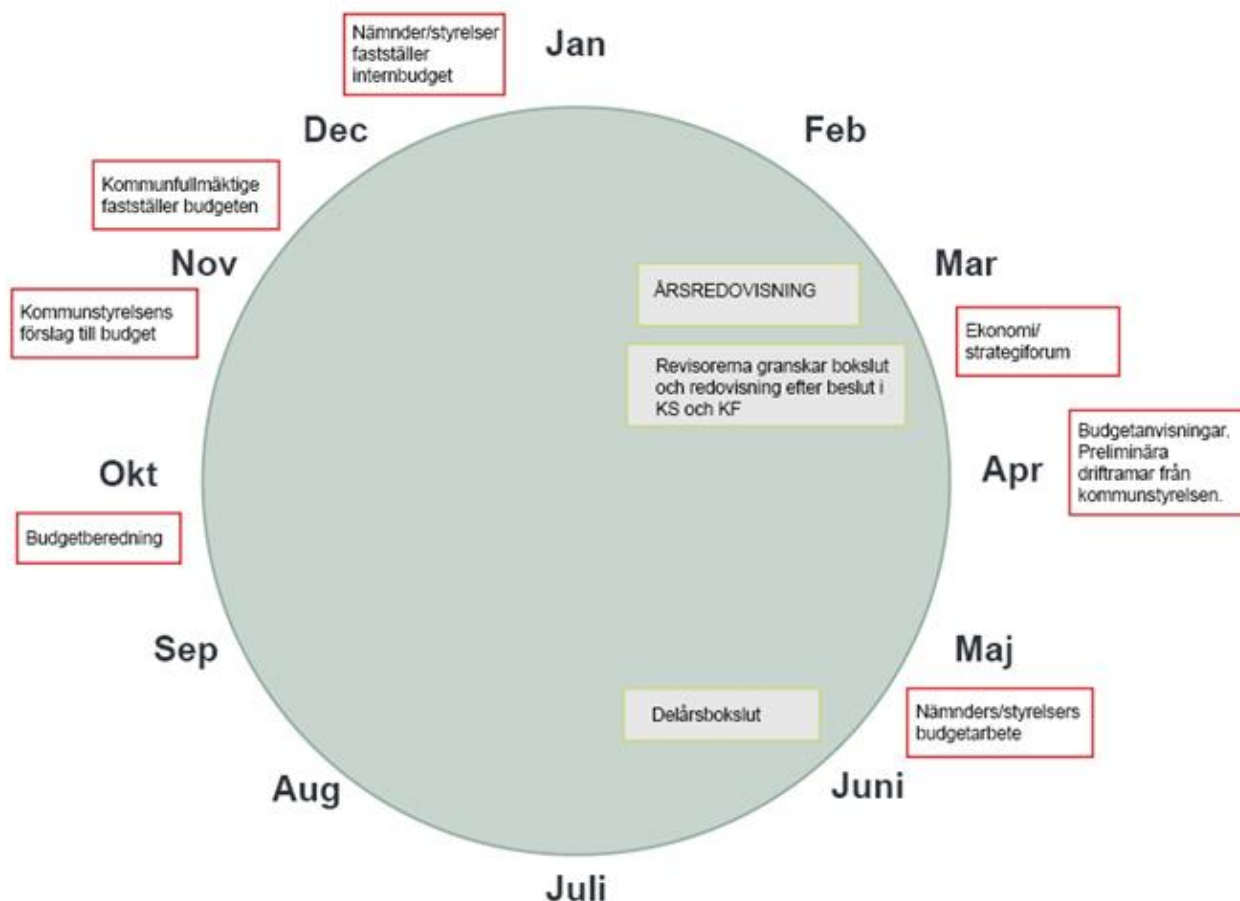 Nämnder/styrelser
fastställer
internbudget
Jan
Dec
Feb
Kommunfullmäktige
fastställer budgeten
Nov
Mar
Kommunstyrelsens
förslag till budget
ÅRSREDOVISNING
Ekonomi/
strategiforum
Revisorerna granskar bokslut
och redovisning efter beslut i
KS och KF
Okt
Apr
Budgetanvisningar.
Preliminära
driftramar från
kommunstyrelsen.
Budgetberedning
Sep
Maj
Delårsbokslut
Nämnders/styrelsers
budgetarbete
Aug
Juni
Juli